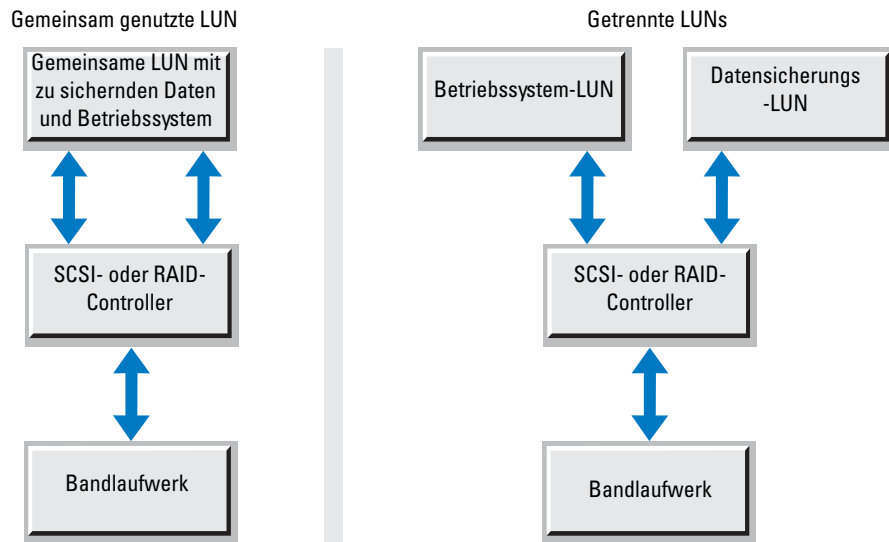 Gemeinsam genutzte LUN
Gemeinsame LUN mit
zu sichernden Daten
und Betriebssystem
SCSI- oder RAID-
Controller
Bandlaufwerk
Getrennte LUNs
Betriebssystem-LUN
Datensicherungs
-LUN
SCSI- oder RAID-
Controller
Bandlaufwerk